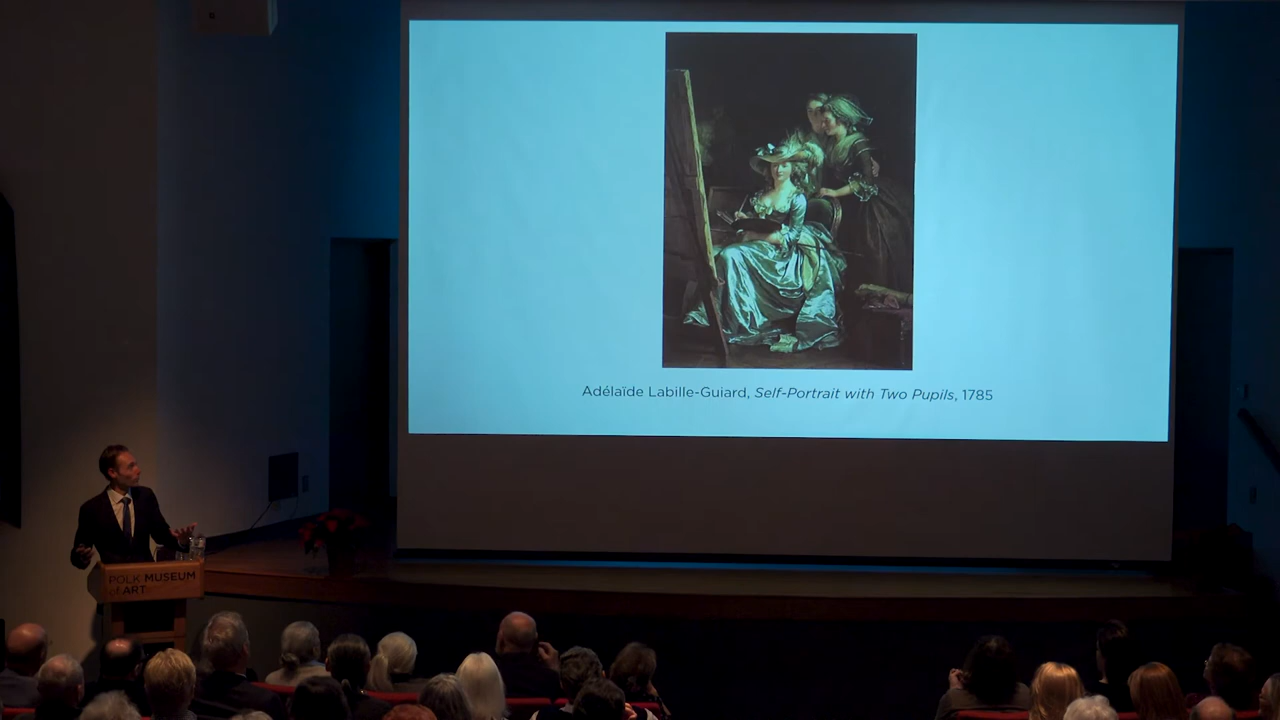 Adélaïde Labille-Guiard, Self-Portrait with Two Pupils, 1785
POLK MUSEUM
of ART